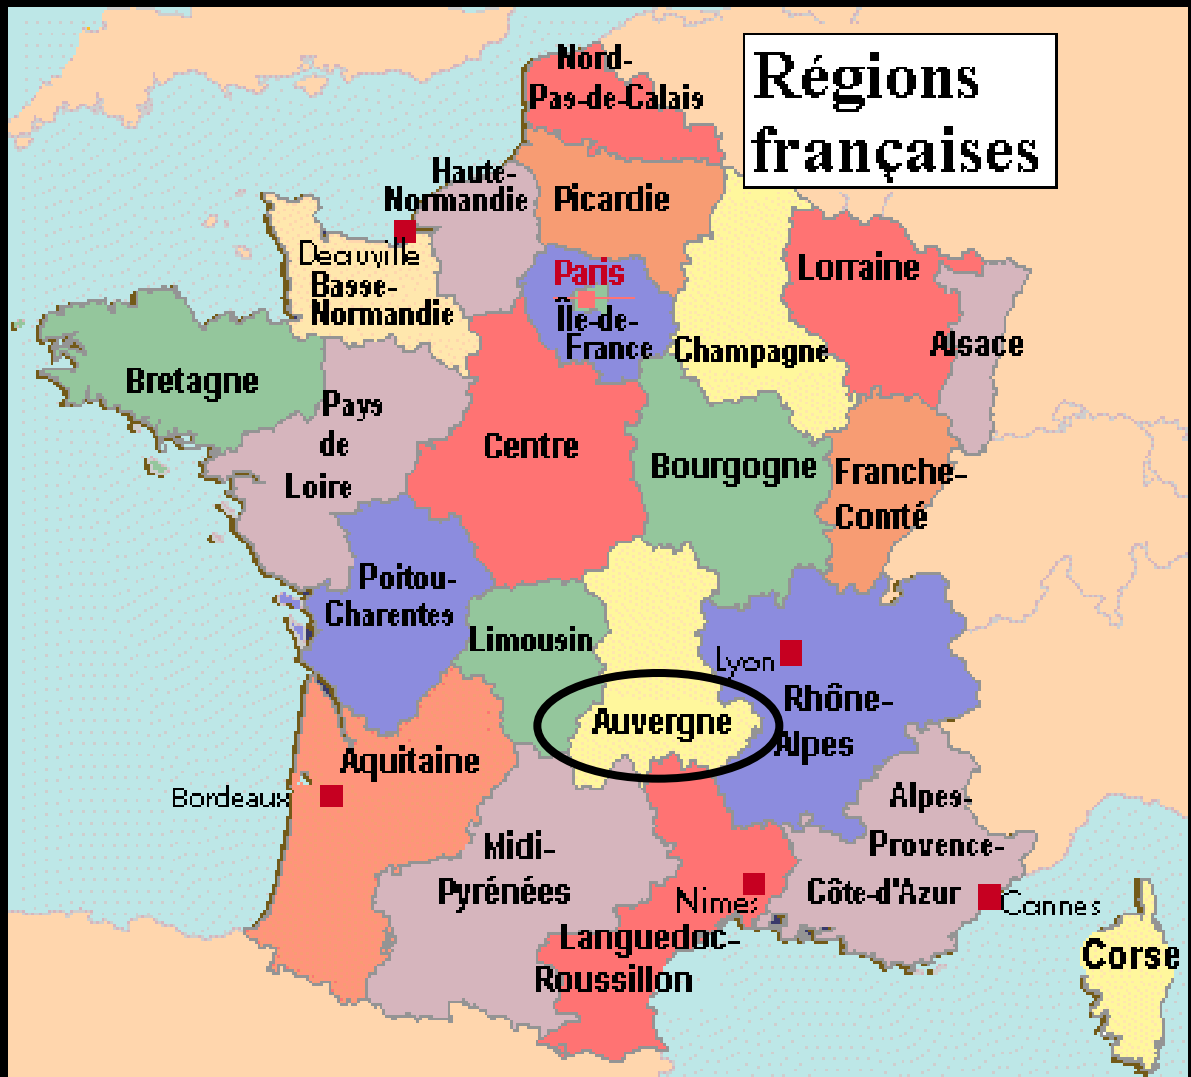 Nord-
Pas-de-Calais
Régions
françaises
Haute-
Normandie
Picardie
Deauville
Basse-
Normandie
Paris
Île-de-
France
Champagne
Lorraine
Alsace
Bretagne
Pays
de
Loire
Centre
Bourgogne
Franche-
Comté
Poitou-
Charentes
Limousin
Lyon
Auvergne
Rhône-
Alpes
Aquitaine
Bordeaux
Midi-
Pyrénées
Alpes-
Provence-
Côte-d'Azur
Nimes
Cannes
Languedoc-
Roussillon
Corse